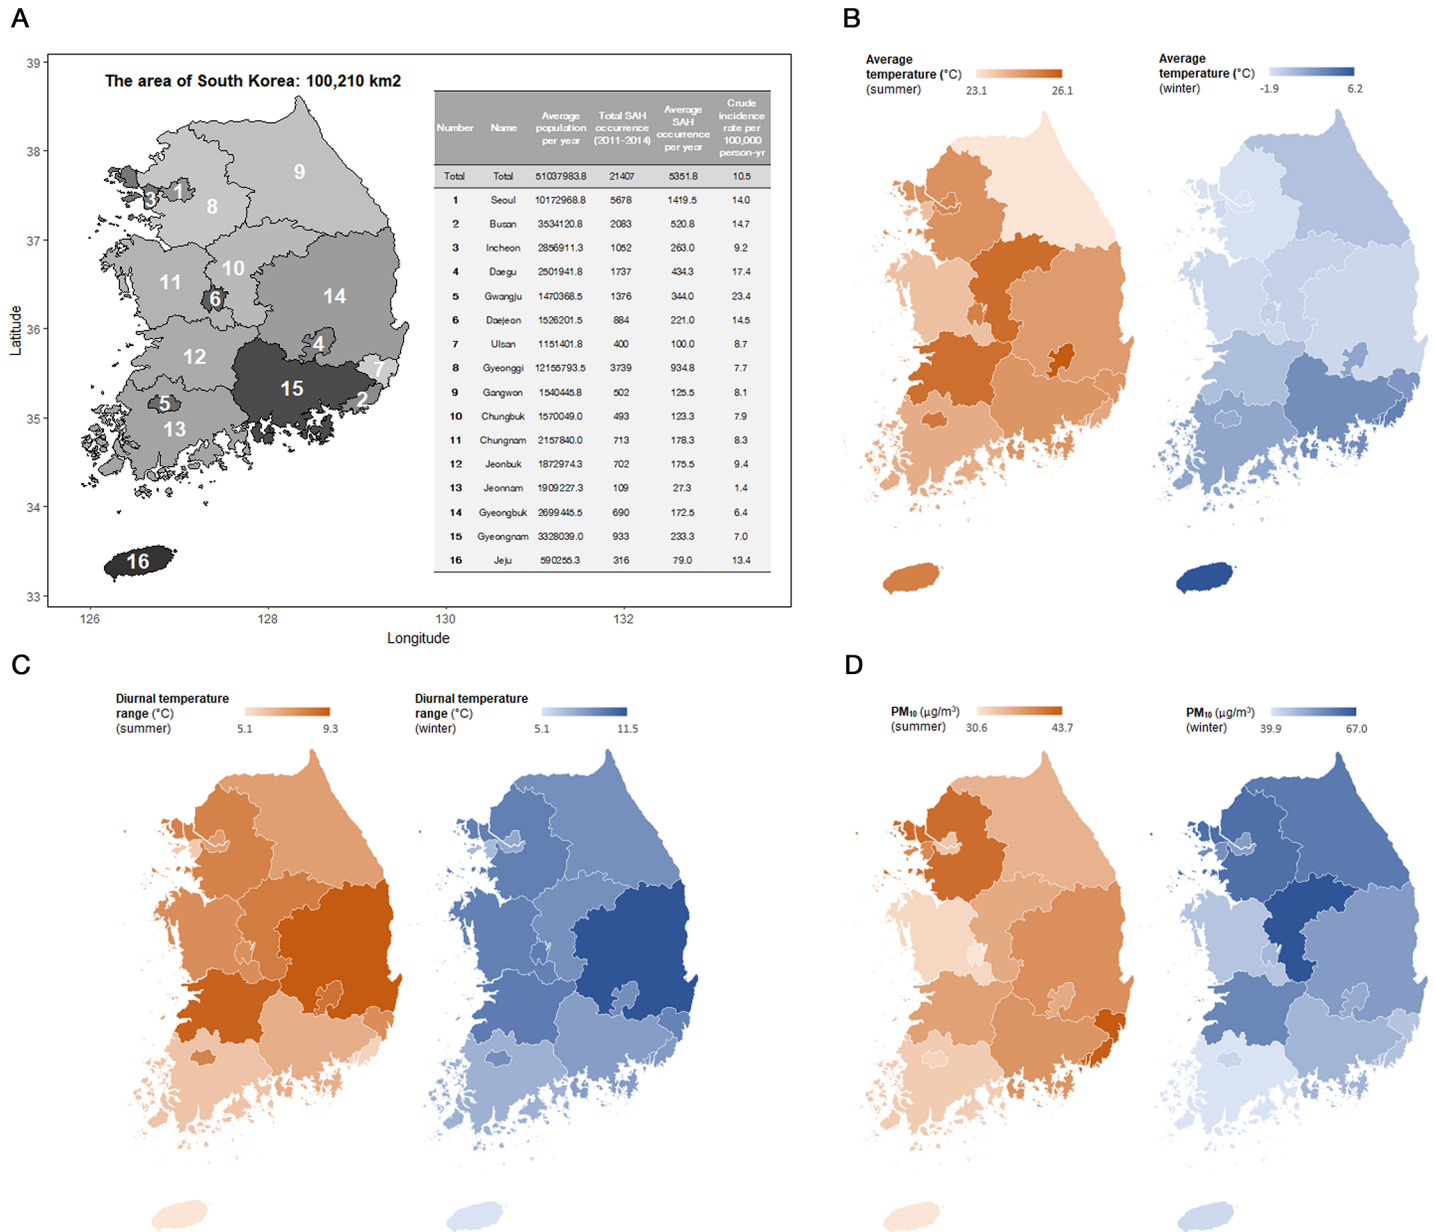 A
The area of South Korea: 100,210 km2
Number Name Average population per year Total SAH occurrence (2011-2014) Average SAH occurrence per year Crude incidence rate per 100,000 person-yr
Total Total 51037983.8 21407 5351.8 10.5
1 Seoul 10172968.8 5678 1419.5 14.0
2 Busan 3534120.8 2083 520.8 14.7
3 Incheon 2856911.3 1052 263.0 9.2
4 Daegu 2501941.8 1737 434.3 17.4
5 Gwangju 1470368.5 1376 344.0 23.4
6 Daejeon 1526201.5 884 221.0 14.5
7 Ulsan 1151401.8 400 100.0 8.7
8 Gyeonggi 12155793.5 3739 934.8 7.7
9 Gangwon 1540445.8 502 125.5 8.1
10 Chungbuk 1570049.0 493 123.3 7.9
11 Chungnam 2157840.0 713 178.3 8.3
12 Jeonbuk 1872974.3 702 175.5 9.4
13 Jeonnam 1909227.3 109 27.3 1.4
14 Gyeongbuk 2699445.5 690 172.5 6.4
15 Gyeongnam 3328039.0 933 233.3 7.0
16 Jeju 590255.3 316 79.0 13.4
39
38
37
36
35
34
33
Latitude
126 128 130 132
Longitude
9
3 1
8
11 10
6
14
12 4
7
15
5 2
13
16
B
Average
temperature (°C)
(summer)
23.1 26.1
Average
temperature (°C)
(winter)
-1.9 6.2
C
Diurnal temperature
range (°C)
(summer)
5.1 9.3
Diurnal temperature
range (°C)
(winter)
5.1 11.5
D
PM₁₀ (μg/m³)
(summer)
30.6 43.7
PM₁₀ (μg/m³)
(winter)
39.9 67.0